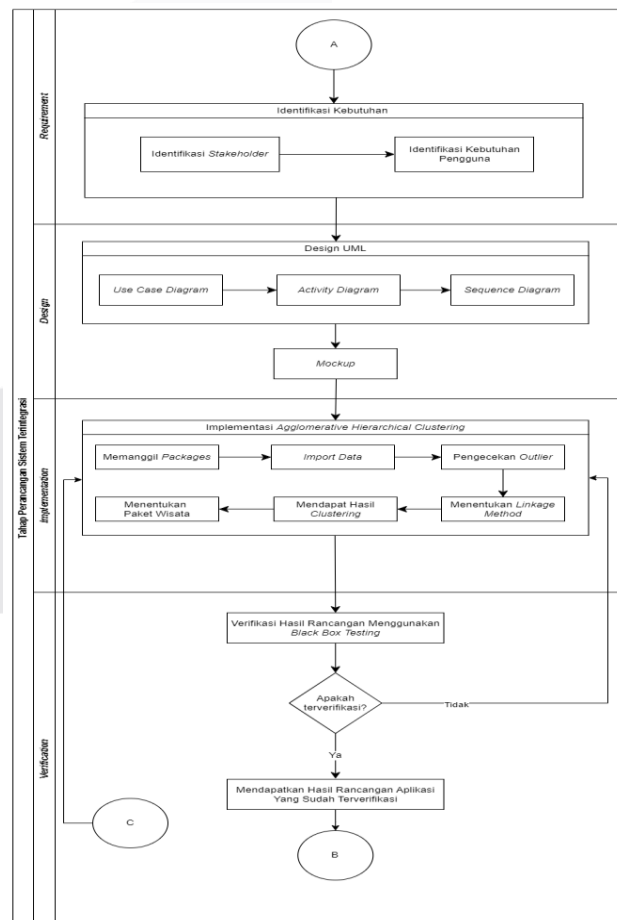 Tahap Perancangan Sistem Terintegrasi
Requirement
A
Identifikasi Kebutuhan
Identifikasi Stakeholder
Identifikasi Kebutuhan
Pengguna
Design
Design UML
Use Case Diagram
Activity Diagram
Sequence Diagram
Mockup
Implementation
Implementasi Agglomerative Hierarchical Clustering
Memanggil Packages
Import Data
Pengecekan Outlier
Menentukan
Paket Wisata
Mendapat Hasil
Clustering
Menentukan Linkage
Method
Verification
Verifikasi Hasil Rancangan Menggunakan
Black Box Testing
Apakah
terverifikasi?
Tidak
Ya
Mendapatkan Hasil Rancangan Aplikasi
Yang Sudah Terverifikasi
C
B